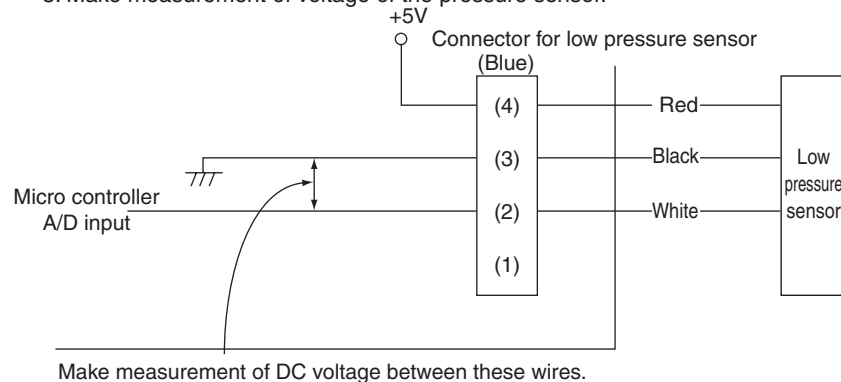 +5V
Connector for low pressure sensor
(Blue)
(4)
Red
(3)
Black
Low
pressure
sensor
Micro controller
A/D input
(2)
White
(1)
Make measurement of DC voltage between these wires.